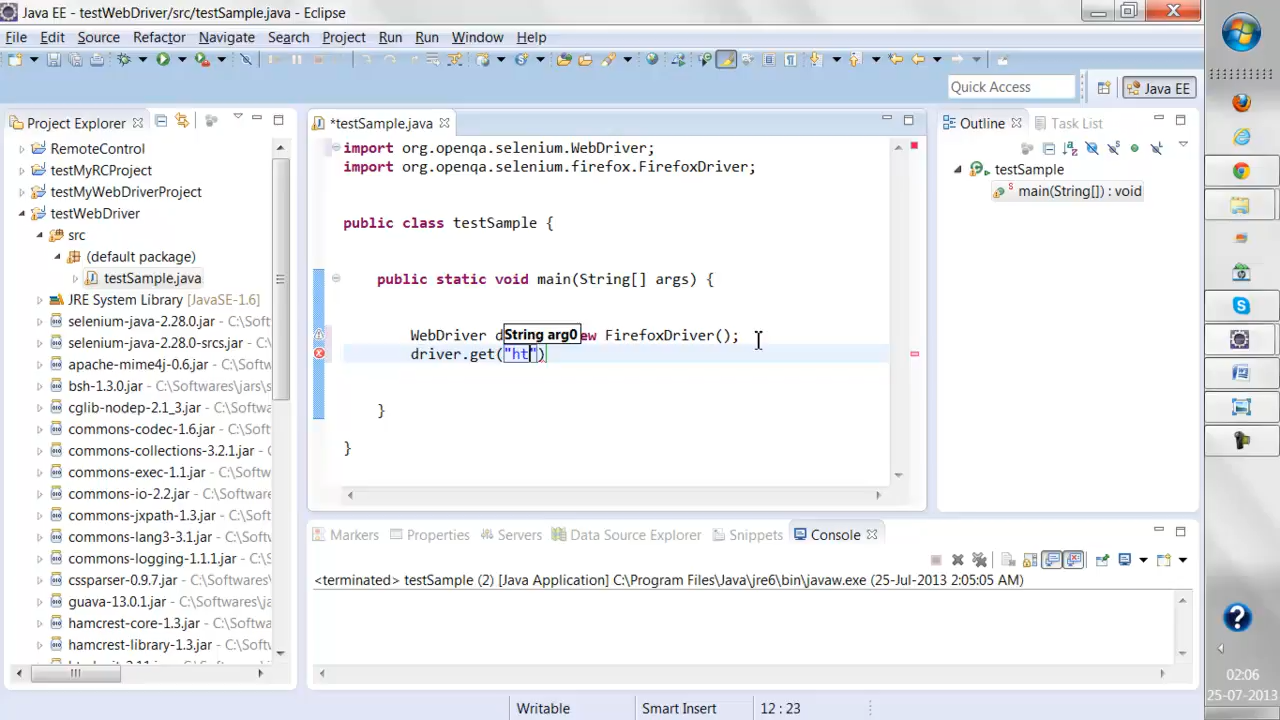 Java EE - testWebDriver/src/testSample.java - Eclipse
File Edit Source Refactor Navigate Search Project Run Run Window Help
Quick Access
Java EE
Project Explorer
RemoteControl
testMyRCProject
testMyWebDriverProject
testWebDriver
src
(default package)
testSample.java
JRE System Library [JavaSE-1.6]
selenium-java-2.28.0.jar - C:\
selenium-java-2.28.0-srcs.jar
apache-mime4j-0.6.jar - C:\
bsh-1.3.0.jar - C:\Softwares\jars\s
cglib-nodep-2.1_3.jar - C:\Softw
commons-codec-1.6.jar - C:\So
commons-collections-3.2.1.jar -
commons-exec-1.1.jar - C:\Softw
commons-io-2.2.jar - C:\Softwar
commons-jxpath-1.3.jar - C:\So
commons-lang3-3.1.jar - C:\Soft
commons-logging-1.1.1.jar - C:\
cssparser-0.9.7.jar - C:\Software
guava-13.0.1.jar - C:\Softwares\ja
hamcrest-core-1.3.jar - C:\Softw
hamcrest-library-1.3.jar - C:\Soft
*testSample.java
import org.openqa.selenium.WebDriver;
import org.openqa.selenium.firefox.FirefoxDriver;
public class testSample {
public static void main(String[] args) {
WebDriver d String arg0 ew FirefoxDriver();
driver.get("ht")
}
}
Outline Task List
testSample
main(String[]) : void
Markers Properties Servers Data Source Explorer Snippets Console
<terminated> testSample (2) [Java Application] C:\Program Files\Java\jre6\bin\javaw.exe (25-Jul-2013 2:05:05 AM)
Writable Smart Insert 12 : 23
02:06
25-07-2013